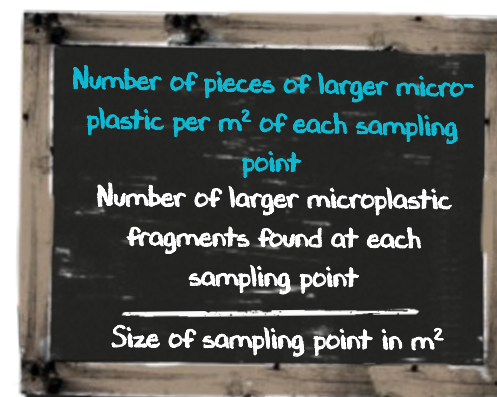 Number of pieces of larger micro-
plastic per m² of each sampling
point
Number of larger microplastic
fragments found at each
sampling point
Size of sampling point in m²